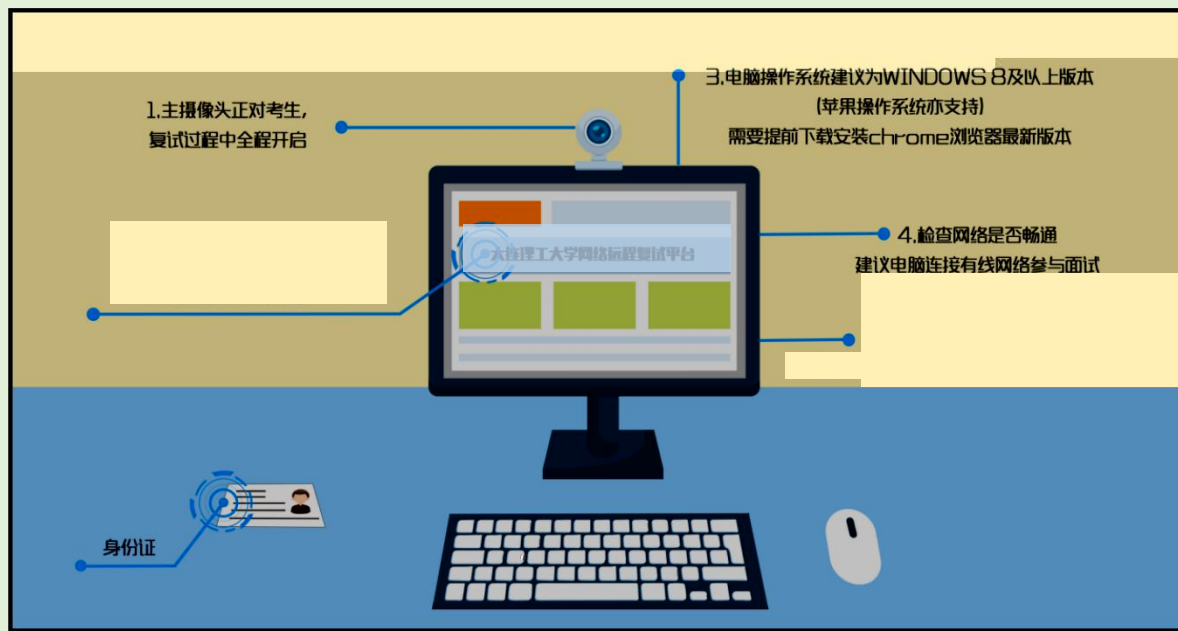 1.主摄像头正对考生,
复试过程中全程开启
3.电脑操作系统建议为WINDOWS 8及以上版本
(苹果操作系统亦支持)
需要提前下载安装chrome浏览器最新版本
大连理工大学网络远程复试平台
4.检查网络是否畅通
建议电脑连接有线网络参与面试
身份证